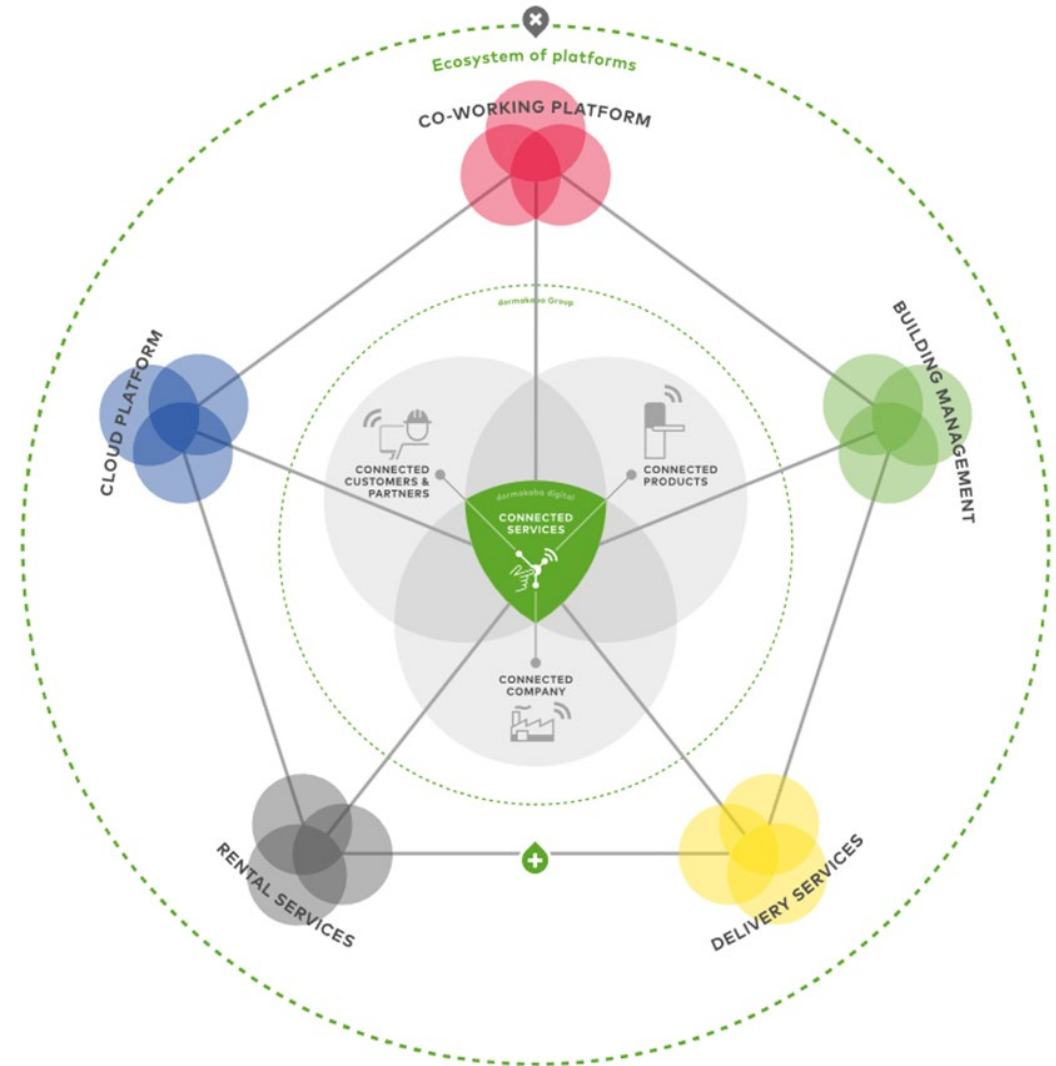 Ecosystem of platforms
CO-WORKING PLATFORM
dormakaba Group
CLOUD PLATFORM
BUILDING MANAGEMENT
CONNECTED
CUSTOMERS &
PARTNERS
CONNECTED
PRODUCTS
dormakaba digital
CONNECTED
SERVICES
CONNECTED
COMPANY
RENTAL SERVICES
DELIVERY SERVICES